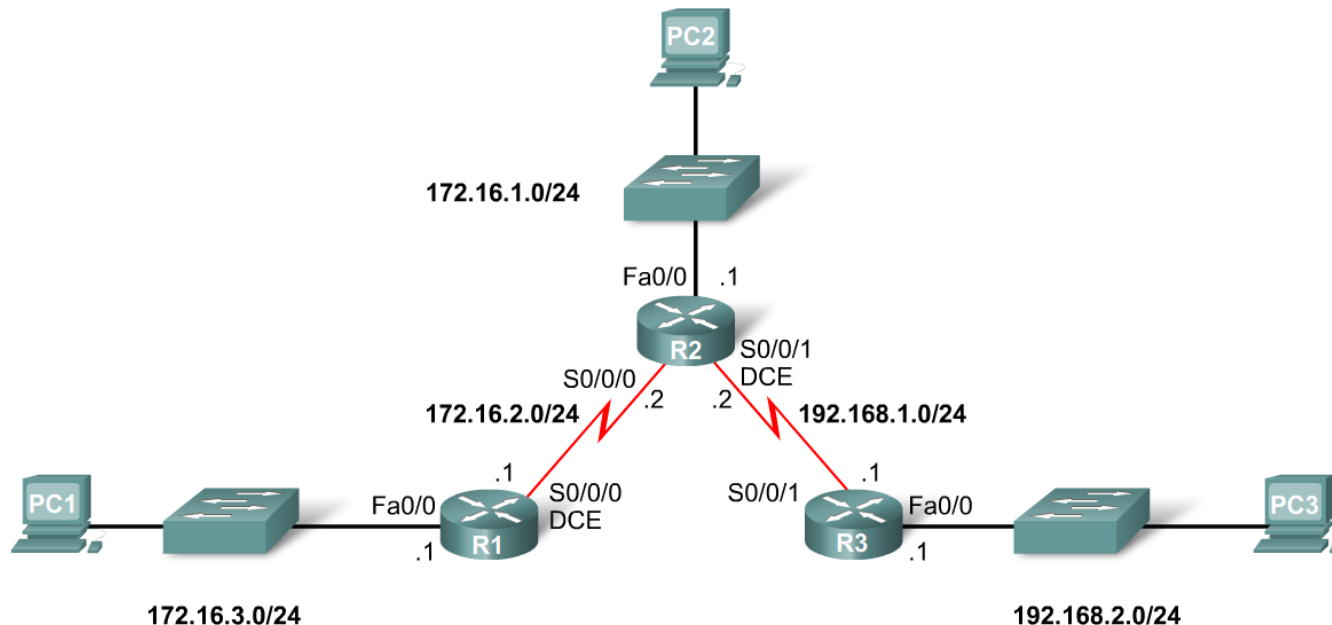 PC2
172.16.1.0/24
Fa0/0 .1
R2
S0/0/1
DCE
S0/0/0
.2 .2
172.16.2.0/24
192.168.1.0/24
.1 .1
PC1
Fa0/0
S0/0/0
DCE
R1
.1
S0/0/1
Fa0/0
R3
.1
PC3
172.16.3.0/24
192.168.2.0/24